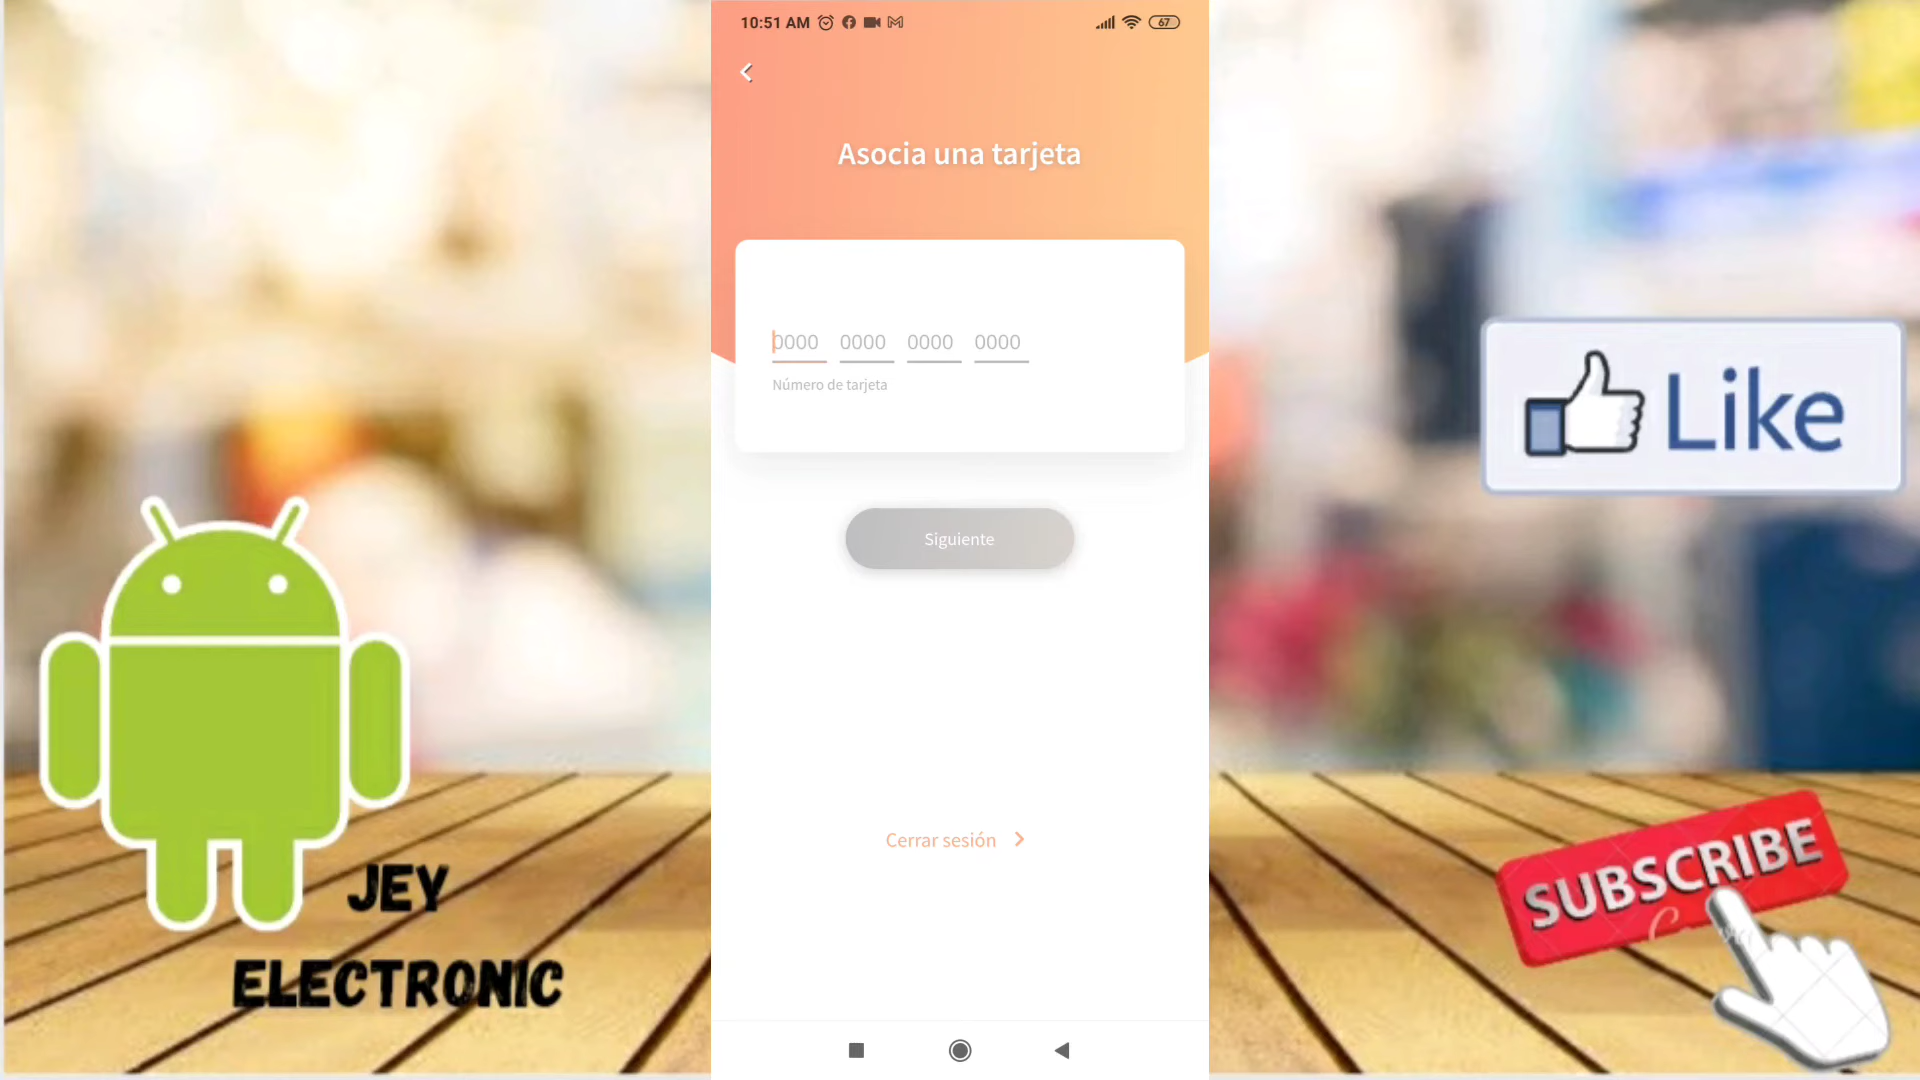 10:51 AM
67
Asocia una tarjeta
0000 0000 0000 0000
Número de tarjeta
Siguiente
Cerrar sesión
Like
SUBSCRIBE
JEY
ELECTRONIC